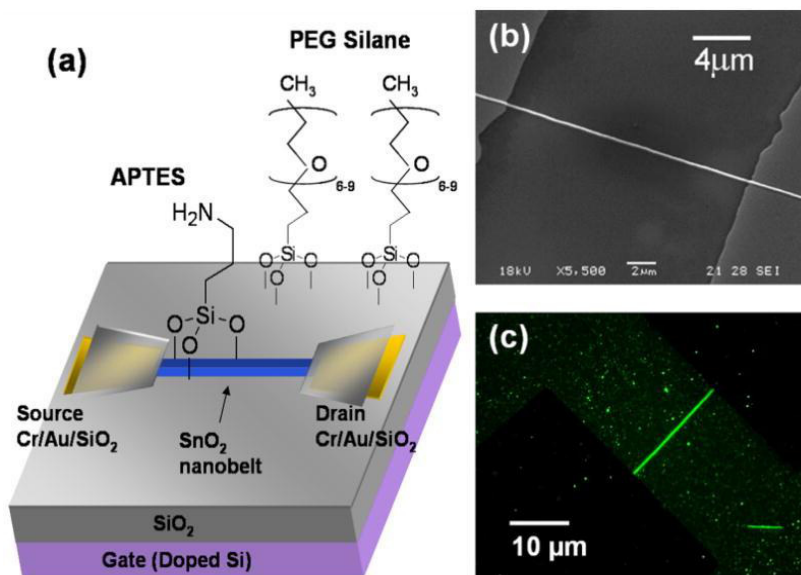 (a)
PEG Silane
CH3
CH3
O
O
6-9
6-9
APTES
H2N
Si
Si
O
O
O
O
O
O
Si
O
O
O
Source
Cr/Au/SiO2
SnO2
nanobelt
Drain
Cr/Au/SiO2
SiO2
Gate (Doped Si)
(b)
4μm
18kV X5,500 2μm 21 28 SEI
(c)
10 μm